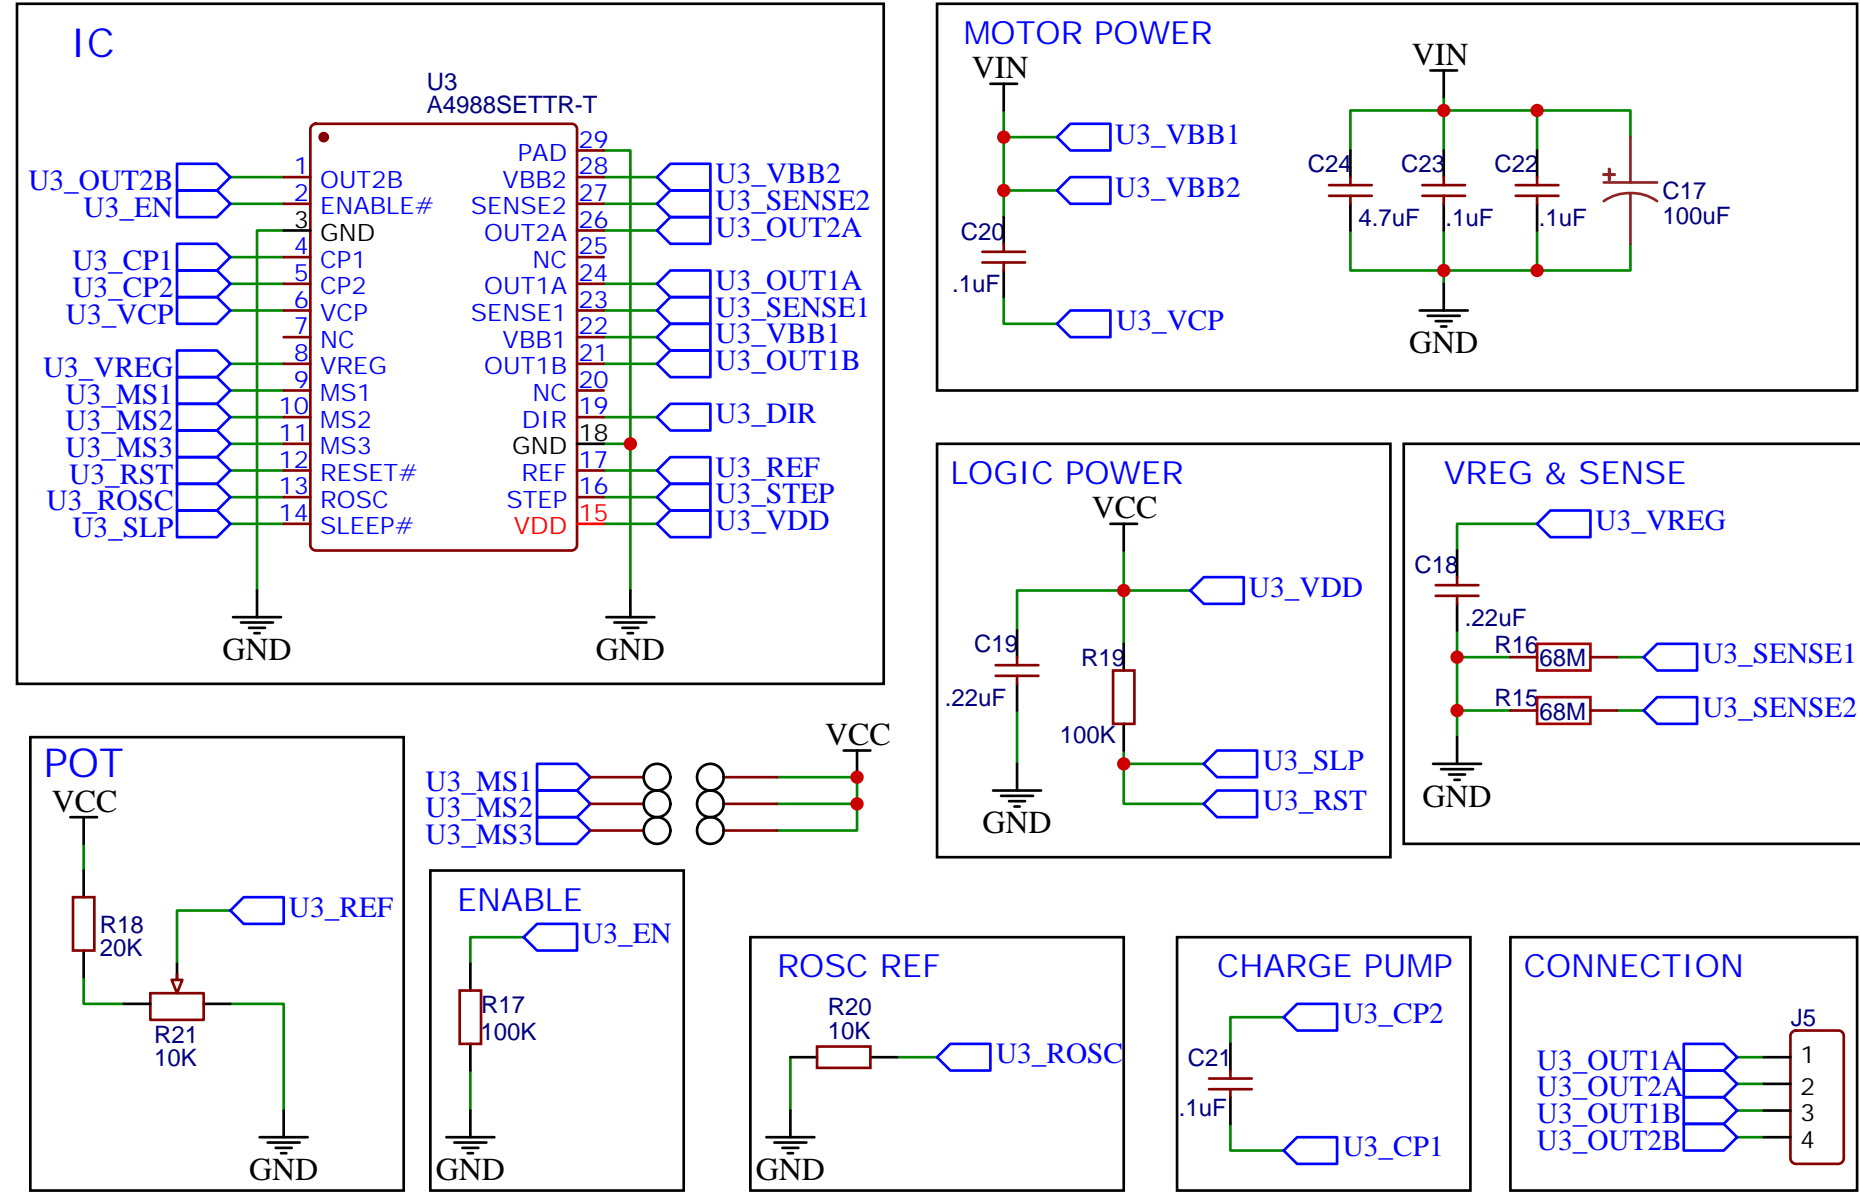 IC
U3
A4988SETTR-T
U3_OUT2B 1 OUT2B
U3_EN 2 ENABLE#
3 GND
U3_CP1 4 CP1
U3_CP2 5 CP2
U3_VCP 6 VCP
7 NC
U3_VREG 8 VREG
U3_MS1 9 MS1
U3_MS2 10 MS2
U3_MS3 11 MS3
U3_RST 12 RESET#
U3_ROSC 13 ROSC
U3_SLP 14 SLEEP#
PAD 29
VBB2 28 U3_VBB2
SENSE2 27 U3_SENSE2
OUT2A 26 U3_OUT2A
NC 25
OUT1A 24 U3_OUT1A
SENSE1 23 U3_SENSE1
VBB1 22 U3_VBB1
OUT1B 21 U3_OUT1B
NC 20
DIR 19 U3_DIR
GND 18
REF 17 U3_REF
STEP 16 U3_STEP
VDD 15 U3_VDD
GND
GND
MOTOR POWER
VIN
U3_VBB1
U3_VBB2
C20
.1uF
U3_VCP
VIN
C24
4.7uF
C23
.1uF
C22
.1uF
+
C17
100uF
GND
LOGIC POWER
VCC
U3_VDD
C19
.22uF
R19
100K
U3_SLP
U3_RST
GND
VREG & SENSE
U3_VREG
C18
.22uF
R16
68M
U3_SENSE1
R15
68M
U3_SENSE2
GND
POT
VCC
R18
20K
U3_REF
R21
10K
GND
VCC
U3_MS1
U3_MS2
U3_MS3
ENABLE
U3_EN
R17
100K
GND
ROSC REF
R20
10K
U3_ROSC
GND
CHARGE PUMP
U3_CP2
C21
.1uF
U3_CP1
CONNECTION
J5
U3_OUT1A 1
U3_OUT2A 2
U3_OUT1B 3
U3_OUT2B 4